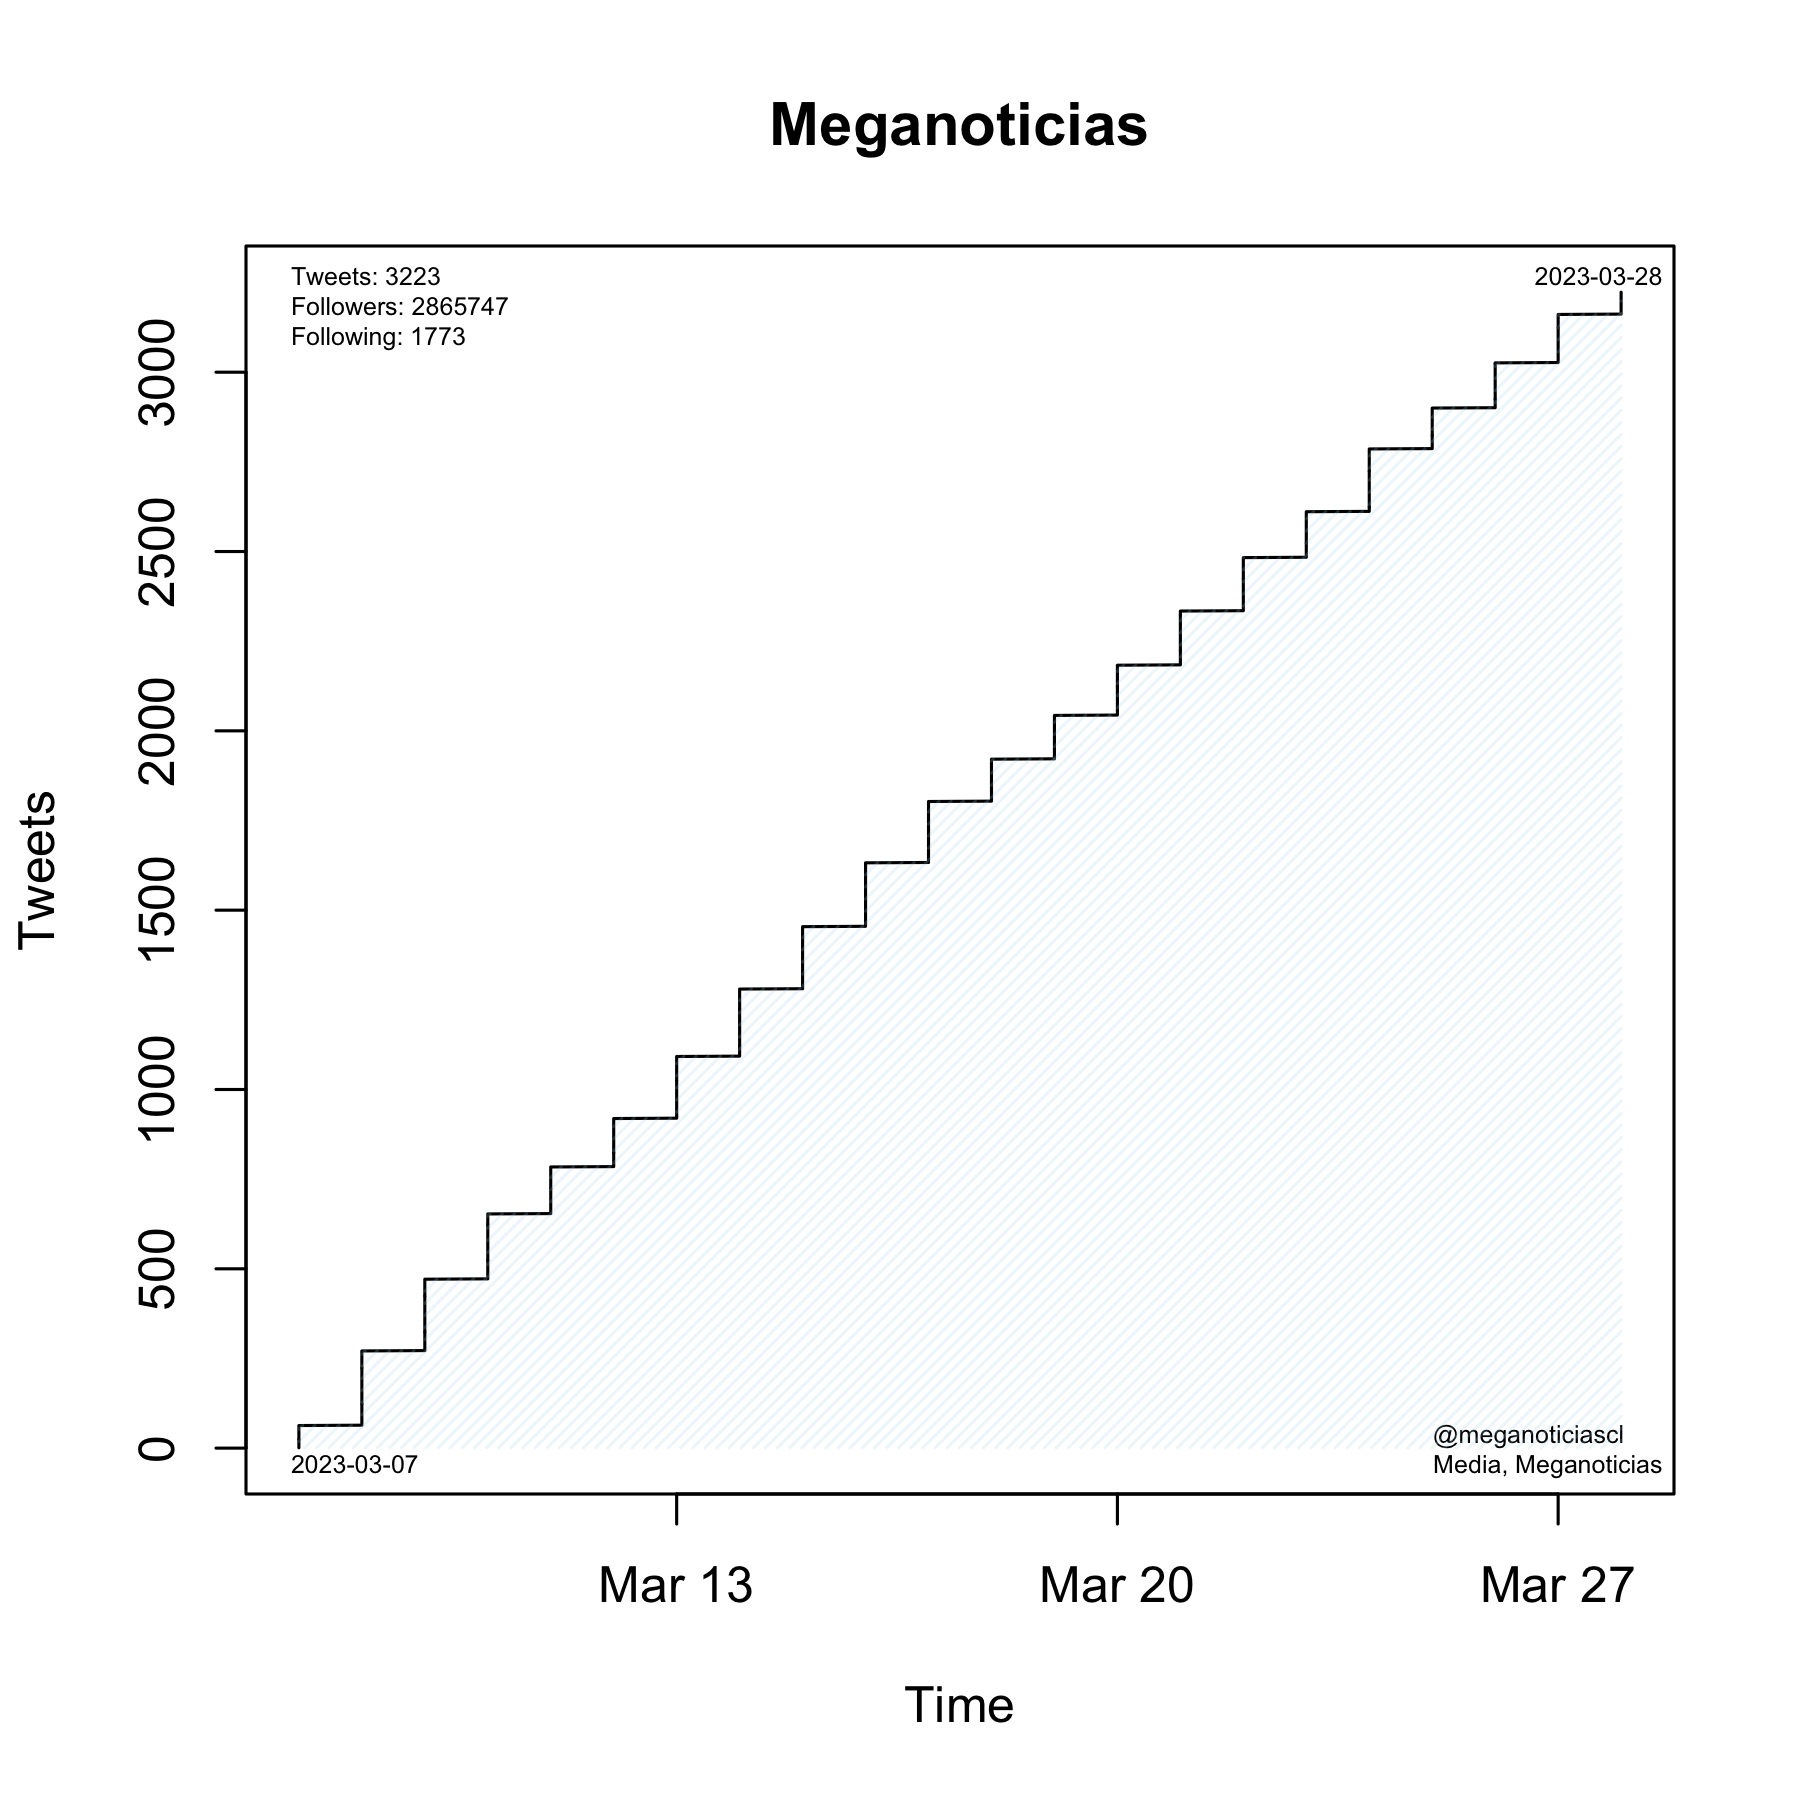 Meganoticias
Tweets: 3223
Followers: 2865747
Following: 1773
2023-03-28
3000
2500
2000
1500
1000
500
0
Tweets
2023-03-07
@meganoticiascl
Media, Meganoticias
Mar 13
Mar 20
Mar 27
Time